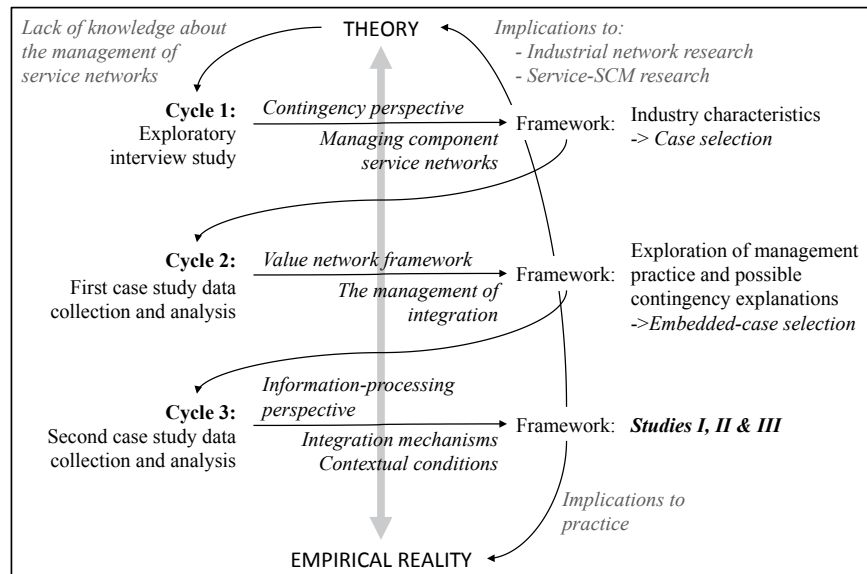 Lack of knowledge about
the management of
service networks
THEORY
Implications to:
- Industrial network research
- Service-SCM research
Cycle 1:
Exploratory
interview study
Contingency perspective
Managing component
service networks
Framework:
Industry characteristics
-> Case selection
Cycle 2:
First case study data
collection and analysis
Value network framework
The management of
integration
Framework:
Exploration of management
practice and possible
contingency explanations
->Embedded-case selection
Cycle 3:
Second case study data
collection and analysis
Information-processing
perspective
Integration mechanisms
Contextual conditions
Framework:
Studies I, II & III
Implications to
practice
EMPIRICAL REALITY